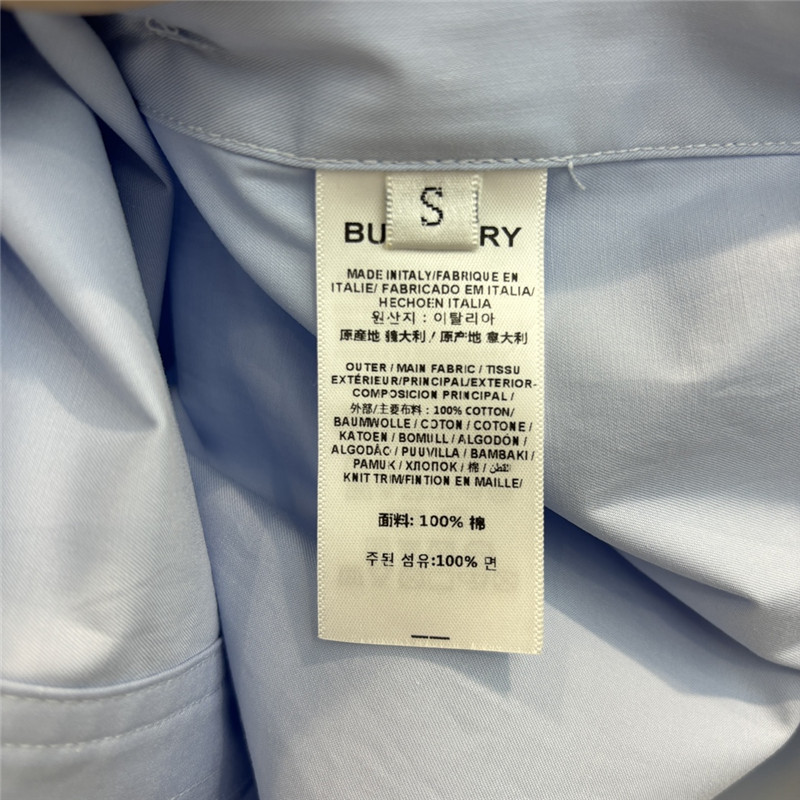 S
BU RY
MADE INITALY/FABRIQUE EN
ITALIE/ FABRICADO EM ITALIA/
HECHOEN ITALIA
원산지 : 이탈리아
原産地 義大利/ 原产地 意大利
OUTER / MAIN FABRIC / TISSU
EXTÉRIEUR/PRINCIPAL/EXTERIOR-
COMPOSICION PRINCIPAL /
外部/主要布料 : 100% COTTON/
BAUMWOLLE / COTON / COTONE /
KATOEN / BOMULL / ALGODÓN /
ALGODÃO / PUUVILLA / BAMBAKI /
PAMUK / ХЛОПОК / 棉 / القطن
KNIT TRIM/FINTION EN MAILLE/
面料: 100% 棉
주된 섬유:100% 면